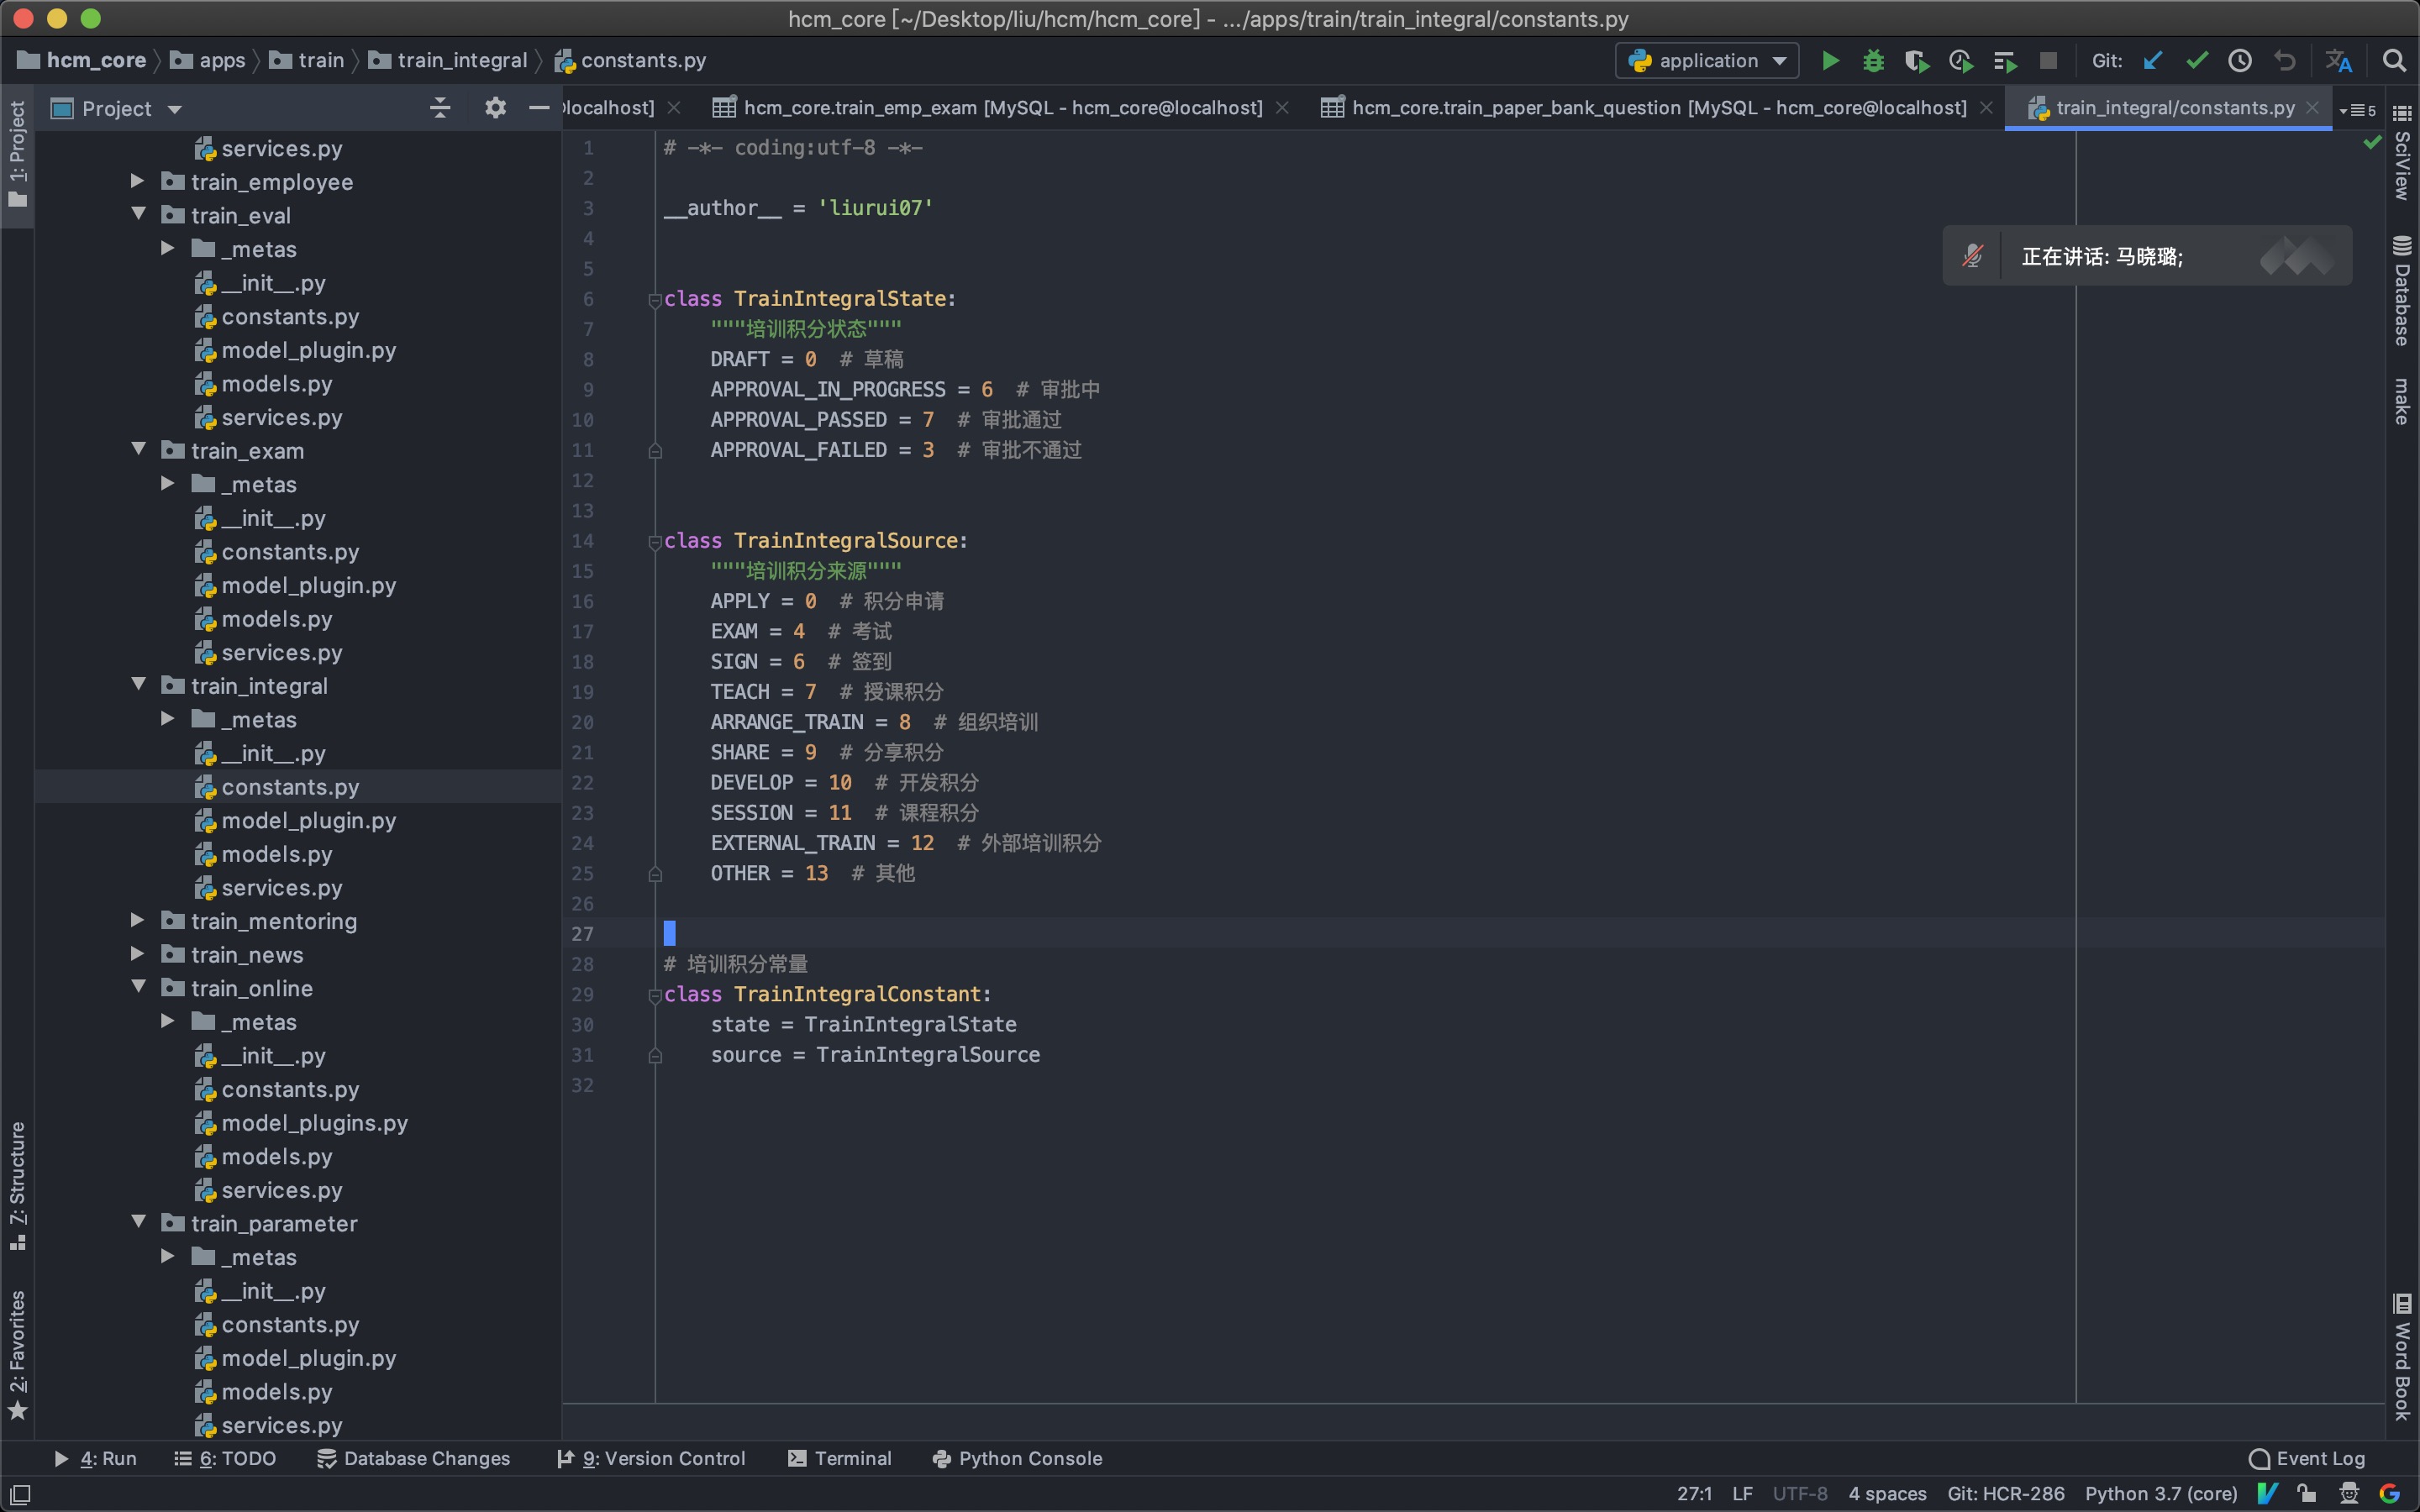 hcm_core [~/Desktop/liu/hcm/hcm_core] - .../apps/train/train_integral/constants.py
hcm_core
apps
train
train_integral
constants.py
application
Git:
1: Project
Project
localhost]
hcm_core.train_emp_exam [MySQL - hcm_core@localhost]
hcm_core.train_paper_bank_question [MySQL - hcm_core@localhost]
train_integral/constants.py
5
services.py
train_employee
train_eval
_metas
__init__.py
constants.py
model_plugin.py
models.py
services.py
train_exam
_metas
__init__.py
constants.py
model_plugin.py
models.py
services.py
train_integral
_metas
__init__.py
constants.py
model_plugin.py
models.py
services.py
train_mentoring
train_news
train_online
_metas
__init__.py
constants.py
model_plugins.py
models.py
services.py
train_parameter
_metas
__init__.py
constants.py
model_plugin.py
models.py
services.py
7: Structure
2: Favorites
1 # -*- coding:utf-8 -*-
2
3 __author__ = 'liurui07'
4
5
6 class TrainIntegralState:
7 """培训积分状态"""
8 DRAFT = 0 # 草稿
9 APPROVAL_IN_PROGRESS = 6 # 审批中
10 APPROVAL_PASSED = 7 # 审批通过
11 APPROVAL_FAILED = 3 # 审批不通过
12
13
14 class TrainIntegralSource:
15 """培训积分来源"""
16 APPLY = 0 # 积分申请
17 EXAM = 4 # 考试
18 SIGN = 6 # 签到
19 TEACH = 7 # 授课积分
20 ARRANGE_TRAIN = 8 # 组织培训
21 SHARE = 9 # 分享积分
22 DEVELOP = 10 # 开发积分
23 SESSION = 11 # 课程积分
24 EXTERNAL_TRAIN = 12 # 外部培训积分
25 OTHER = 13 # 其他
26
27
28 # 培训积分常量
29 class TrainIntegralConstant:
30 state = TrainIntegralState
31 source = TrainIntegralSource
32
正在讲话: 马晓璐;
SciView
Database
make
Word Book
4: Run
6: TODO
Database Changes
9: Version Control
Terminal
Python Console
Event Log
27:1
LF
UTF-8
4 spaces
Git: HCR-286
Python 3.7 (core)